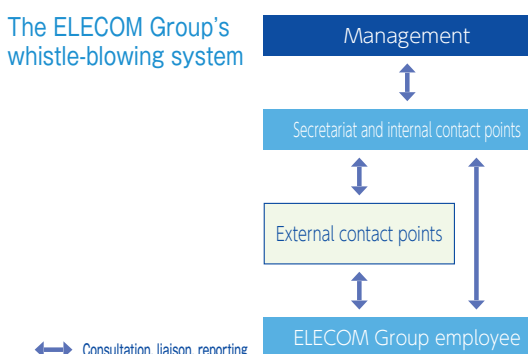 The ELECOM Group's
whistle-blowing system
Management
Secretariat and internal contact points
External contact points
ELECOM Group employee
Consultation, liaison, reporting